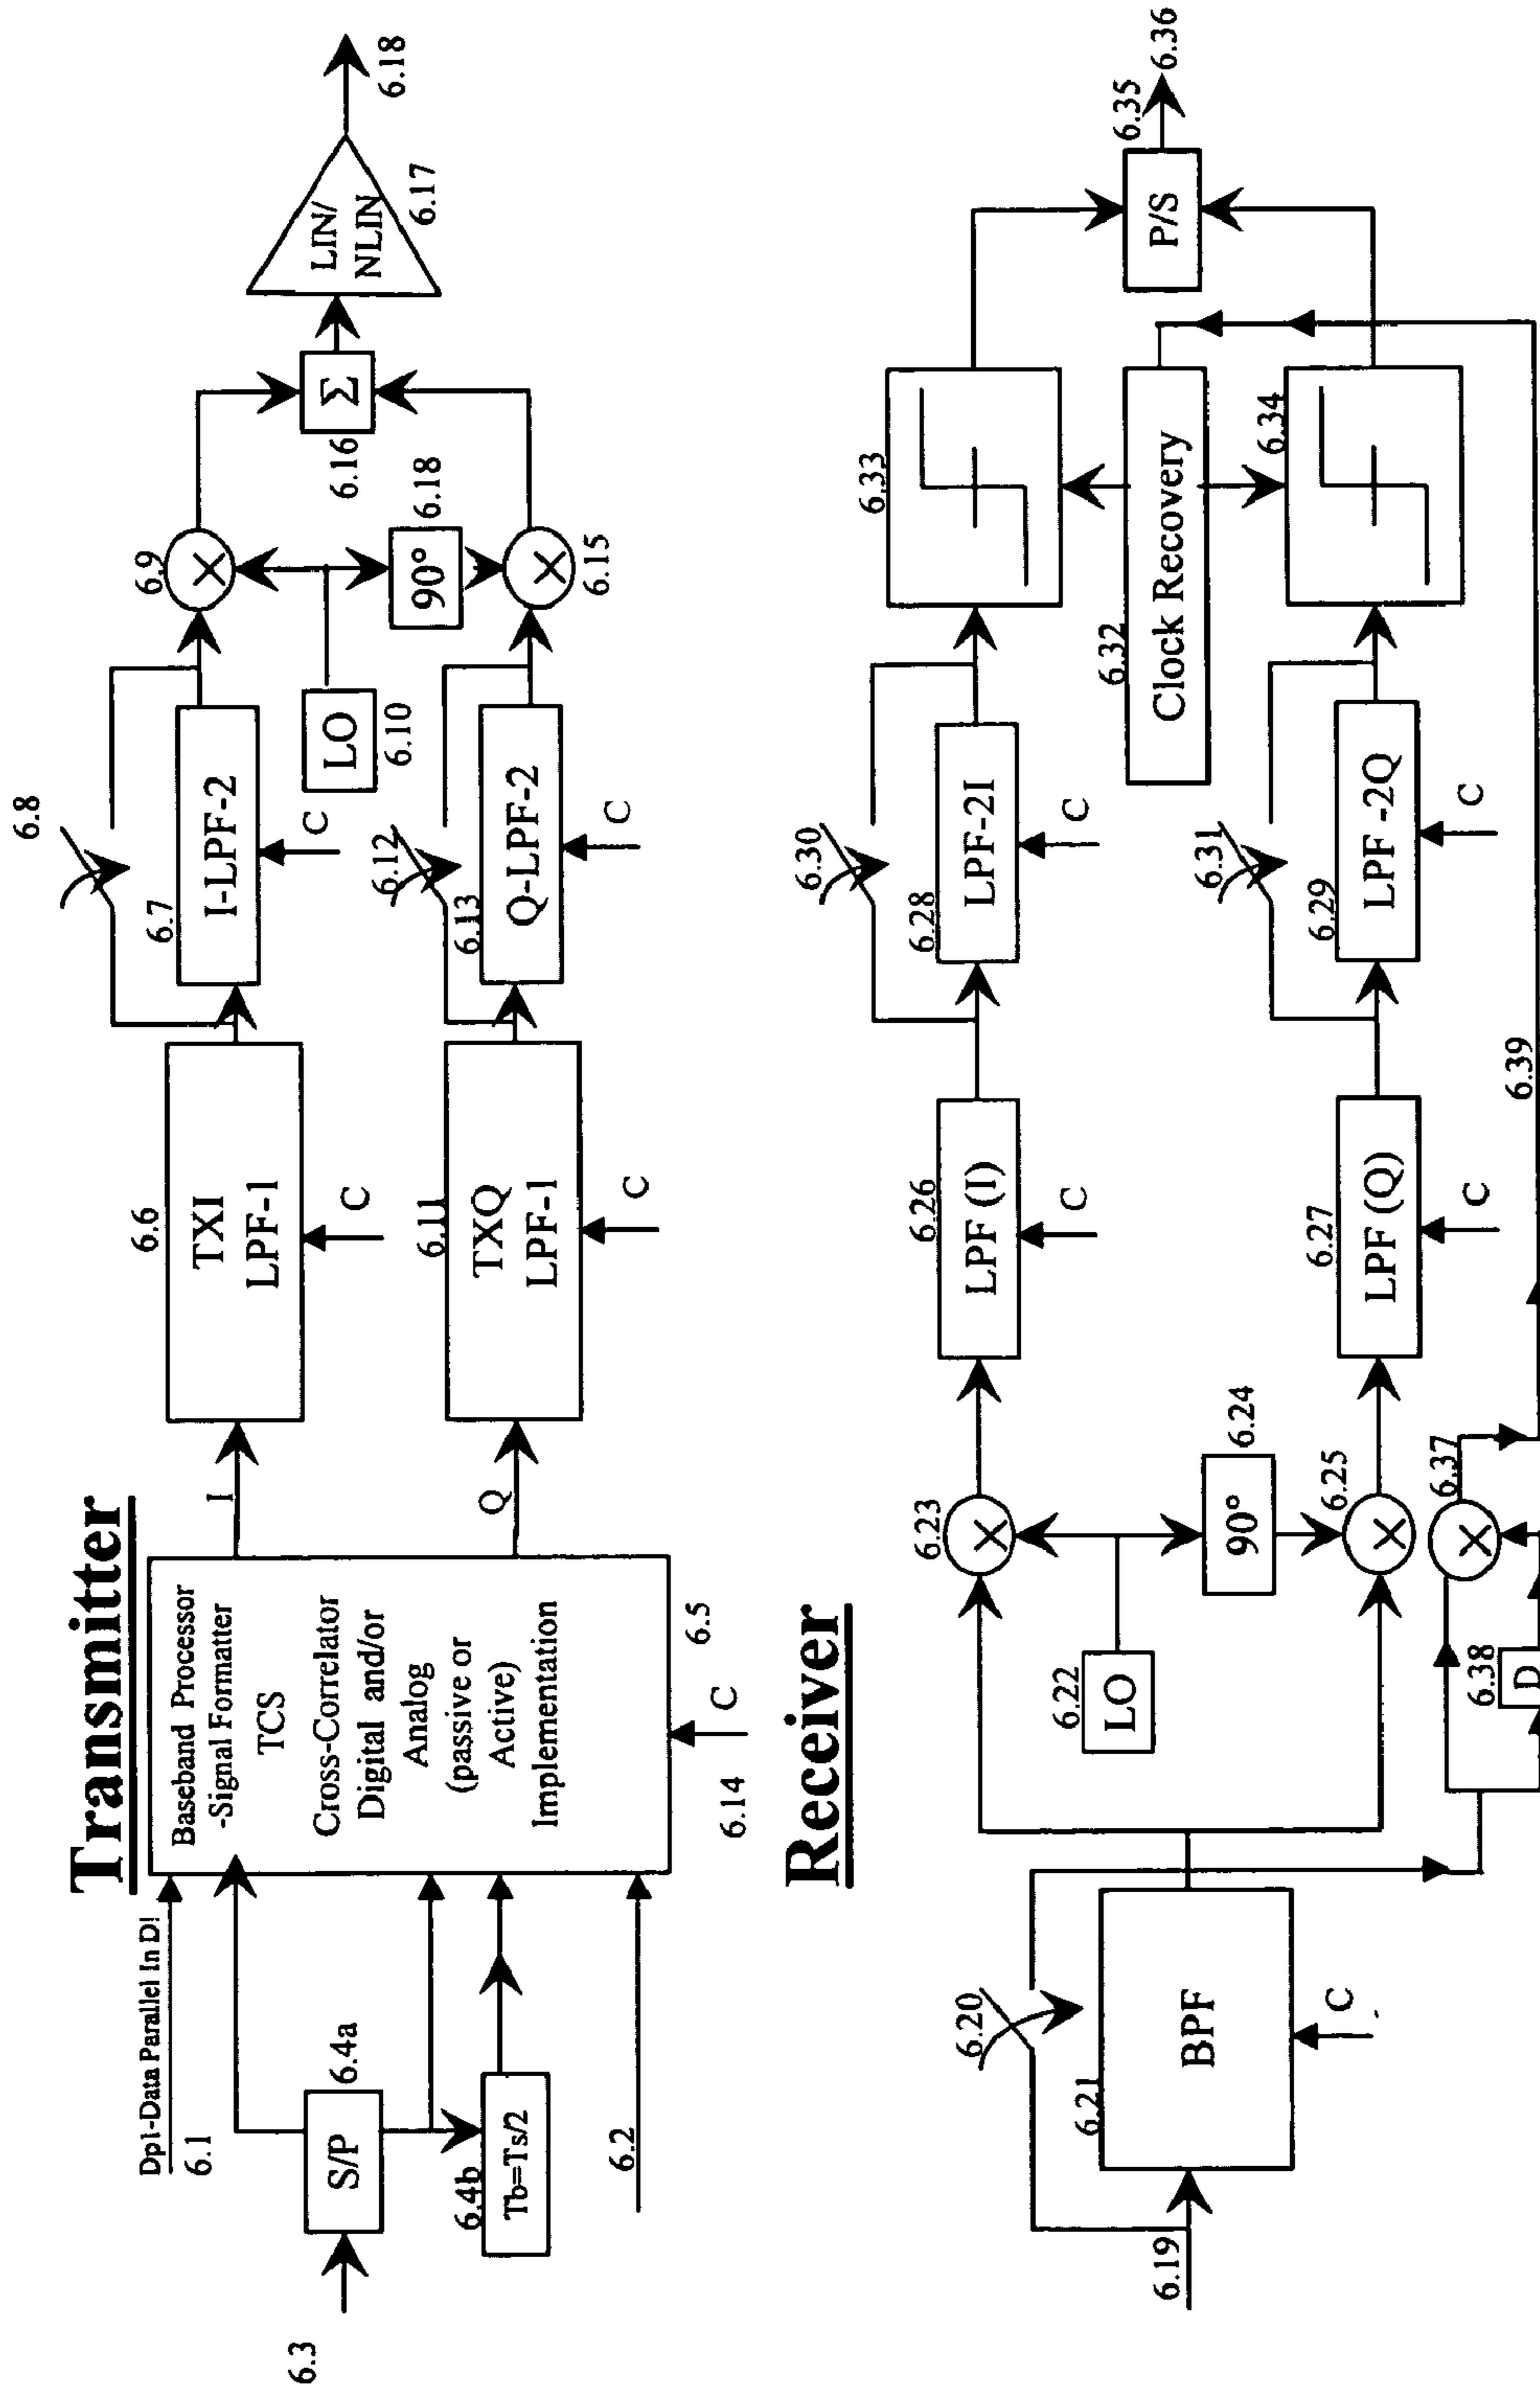 Transmitter
Dp1-Data Parallel In D!
6.1
6.3
S/P
6.4a
6.4b
Tb=Ts/2
6.2
Baseband Processor
-Signal Formatter
TCS
Cross-Correlator
Digital and/or
Analog
(passive or
Active)
Implementation
6.5
C
6.14
I
Q
6.6
TXI
LPF-1
C
6.11
TXQ
LPF-1
C
6.8
6.7
I-LPF-2
C
6.12
6.13
Q-LPF-2
C
LO
6.10
6.9
90°
6.18
6.15
Σ
6.16
LIN/
NLIN
6.17
6.18
Receiver
6.19
6.20
6.21
BPF
C
6.22
LO
6.23
90°
6.24
6.25
6.37
6.38
D
6.39
6.26
LPF (I)
C
6.27
LPF (Q)
C
6.30
6.28
LPF-2I
C
6.31
6.29
LPF -2Q
C
6.32
Clock Recovery
6.33
6.34
P/S
6.35
6.36